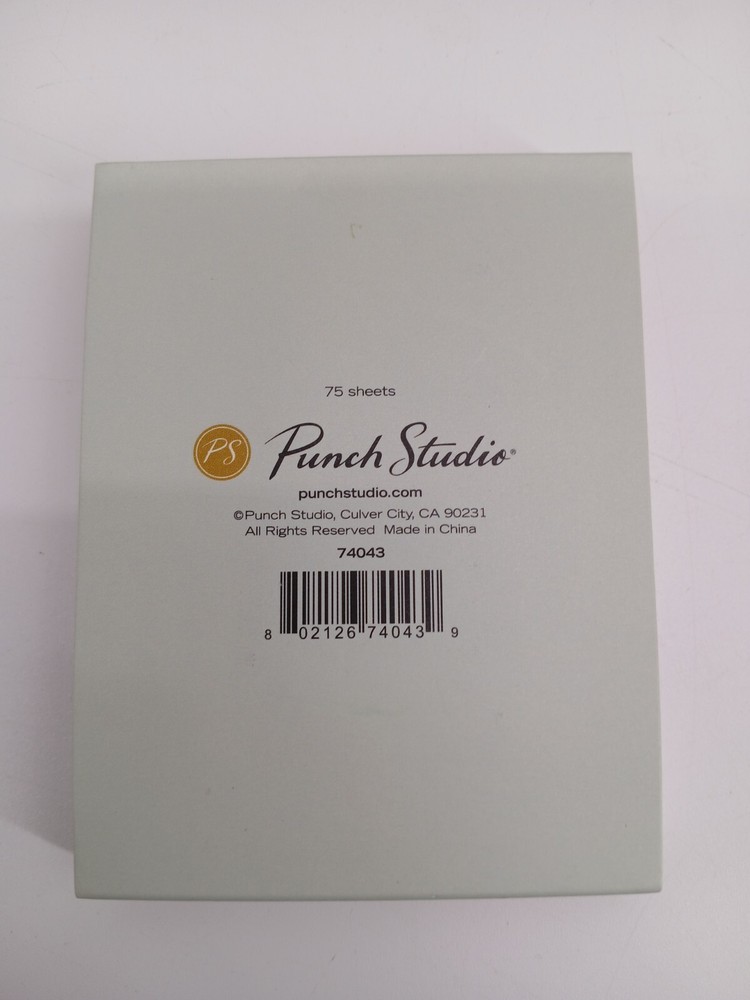 75 sheets
PS Punch Studio®
punchstudio.com
©Punch Studio, Culver City, CA 90231
All Rights Reserved Made in China
74043
8 02126 74043 9